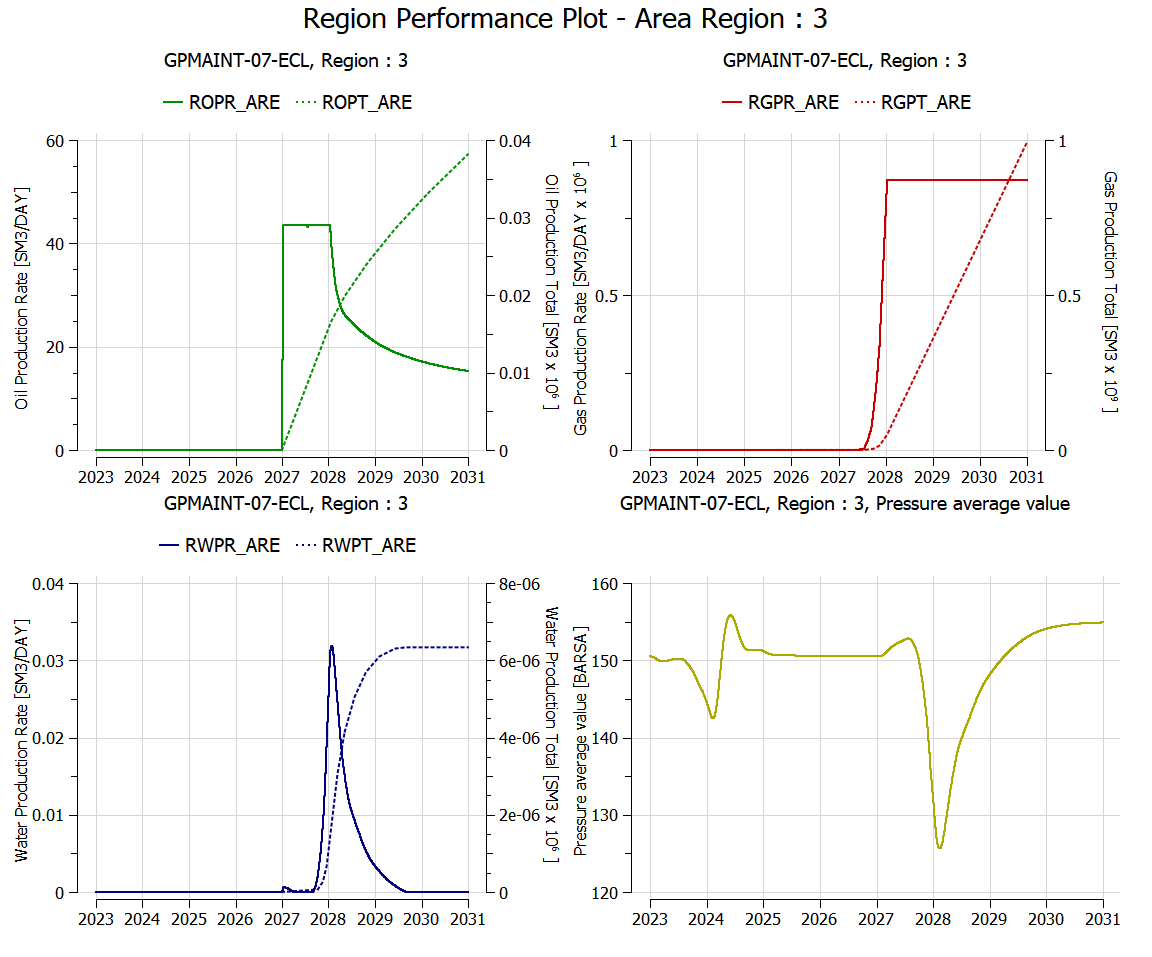 Region Performance Plot - Area Region : 3
GPMAINT-07-ECL, Region : 3
ROPR_ARE ROPT_ARE
Oil Production Rate [SM3/DAY]
60
40
20
0
0.04
0.03
0.02
0.01
0
Oil Production Total [SM3 x 10⁶ ]
2023 2024 2025 2026 2027 2028 2029 2030 2031
GPMAINT-07-ECL, Region : 3
RGPR_ARE RGPT_ARE
Gas Production Rate [SM3/DAY x 10⁶ ]
1
0.5
0
1
0.5
0
Gas Production Total [SM3 x 10⁹ ]
2023 2024 2025 2026 2027 2028 2029 2030 2031
GPMAINT-07-ECL, Region : 3
RWPR_ARE RWPT_ARE
Water Production Rate [SM3/DAY]
0.04
0.03
0.02
0.01
0
8e-06
6e-06
4e-06
2e-06
0
Water Production Total [SM3 x 10⁶ ]
2023 2024 2025 2026 2027 2028 2029 2030 2031
GPMAINT-07-ECL, Region : 3, Pressure average value
Pressure average value [BARSA]
160
150
140
130
120
2023 2024 2025 2026 2027 2028 2029 2030 2031